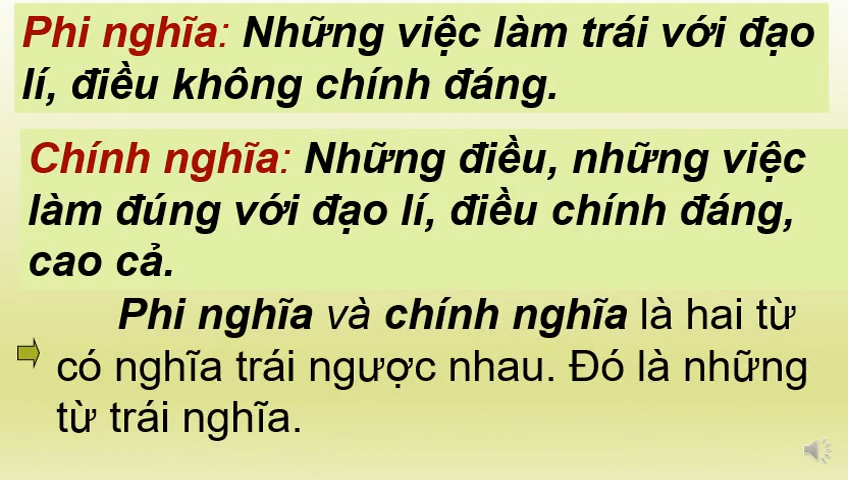 Phi nghĩa: Những việc làm trái với đạo
lí, điều không chính đáng.
Chính nghĩa: Những điều, những việc
làm đúng với đạo lí, điều chính đáng,
cao cả.
Phi nghĩa và chính nghĩa là hai từ
có nghĩa trái ngược nhau. Đó là những
từ trái nghĩa.